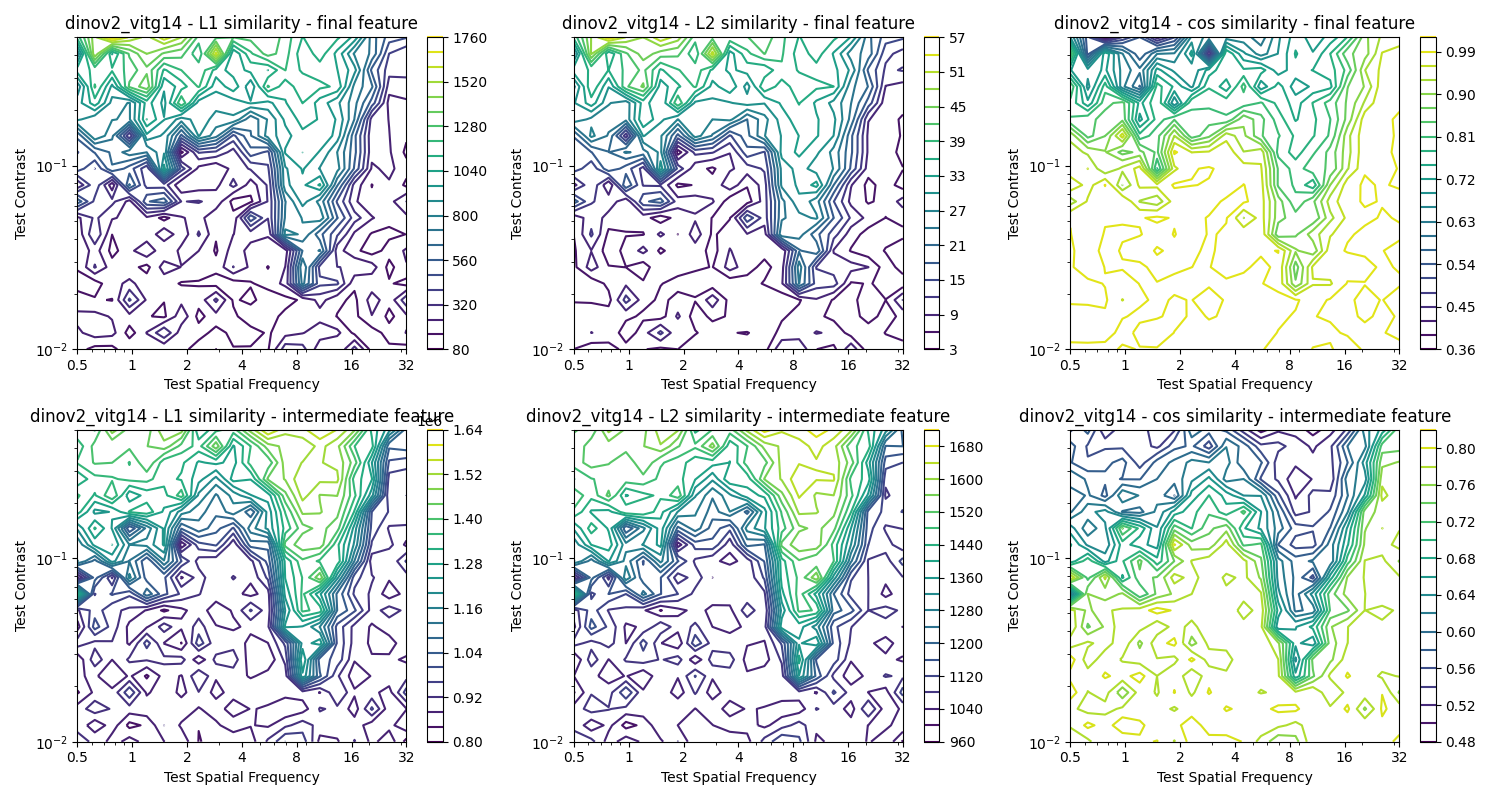 dinov2_vitg14 - L1 similarity - final feature
Test Contrast
10⁻¹
10⁻²
0.5 1 2 4 8 16 32
Test Spatial Frequency
1760
1520
1280
1040
800
560
320
80
dinov2_vitg14 - L2 similarity - final feature
Test Contrast
10⁻¹
10⁻²
0.5 1 2 4 8 16 32
Test Spatial Frequency
57
51
45
39
33
27
21
15
9
3
dinov2_vitg14 - cos similarity - final feature
Test Contrast
10⁻¹
10⁻²
0.5 1 2 4 8 16 32
Test Spatial Frequency
0.99
0.90
0.81
0.72
0.63
0.54
0.45
0.36
dinov2_vitg14 - L1 similarity - intermediate feature
1e6
Test Contrast
10⁻¹
10⁻²
0.5 1 2 4 8 16 32
Test Spatial Frequency
1.64
1.52
1.40
1.28
1.16
1.04
0.92
0.80
dinov2_vitg14 - L2 similarity - intermediate feature
Test Contrast
10⁻¹
10⁻²
0.5 1 2 4 8 16 32
Test Spatial Frequency
1680
1600
1520
1440
1360
1280
1200
1120
1040
960
dinov2_vitg14 - cos similarity - intermediate feature
Test Contrast
10⁻¹
10⁻²
0.5 1 2 4 8 16 32
Test Spatial Frequency
0.80
0.76
0.72
0.68
0.64
0.60
0.56
0.52
0.48